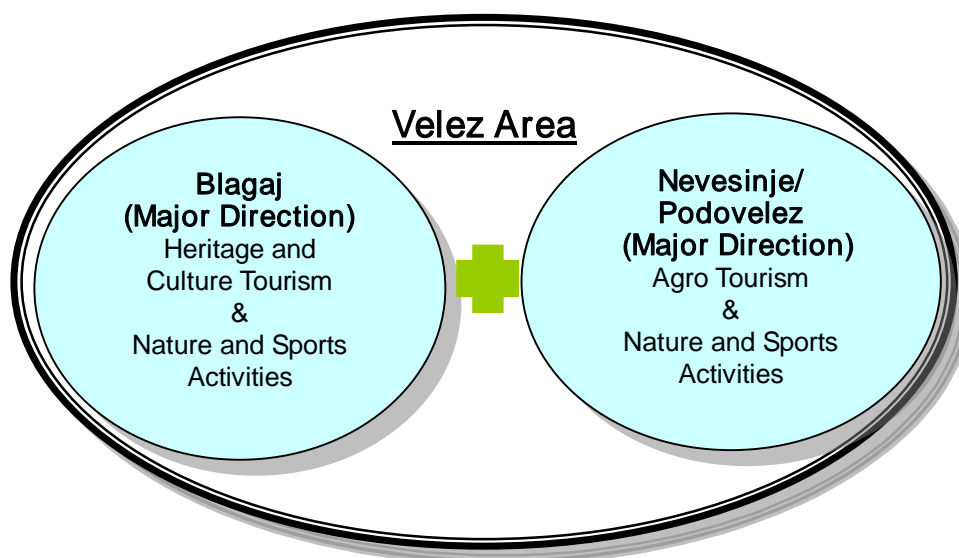 Velez Area
Blagaj
(Major Direction)
Heritage and
Culture Tourism
&
Nature and Sports
Activities
Nevesinje/
Podovelez
(Major Direction)
Agro Tourism
&
Nature and Sports
Activities